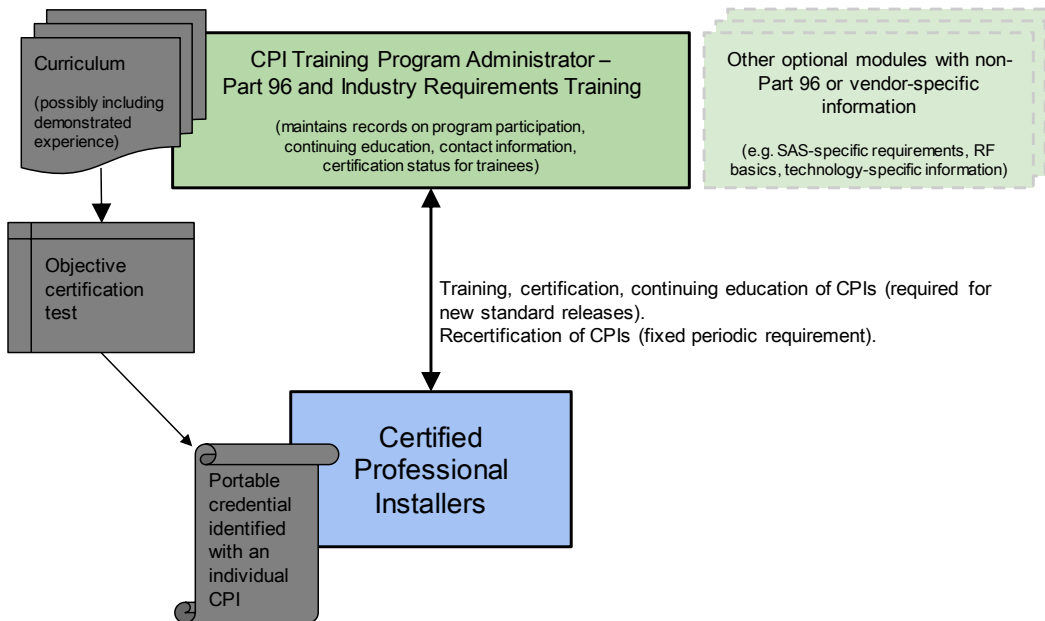 Curriculum
(possibly including
demonstrated
experience)
CPI Training Program Administrator –
Part 96 and Industry Requirements Training
(maintains records on program participation,
continuing education, contact information,
certification status for trainees)
Other optional modules with non-
Part 96 or vendor-specific
information
(e.g. SAS-specific requirements, RF
basics, technology-specific information)
Objective
certification
test
Training, certification, continuing education of CPIs (required for
new standard releases).
Recertification of CPIs (fixed periodic requirement).
Certified
Professional
Installers
Portable
credential
identified
with an
individual
CPI